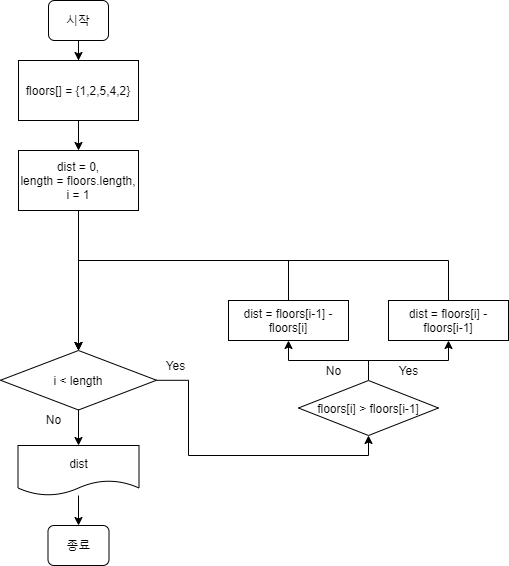 시작
floors[] = {1,2,5,4,2}
dist = 0,
length = floors.length,
i = 1
dist = floors[i-1] -
floors[i]
dist = floors[i] -
floors[i-1]
i < length
Yes
No
No
Yes
floors[i] > floors[i-1]
dist
종료